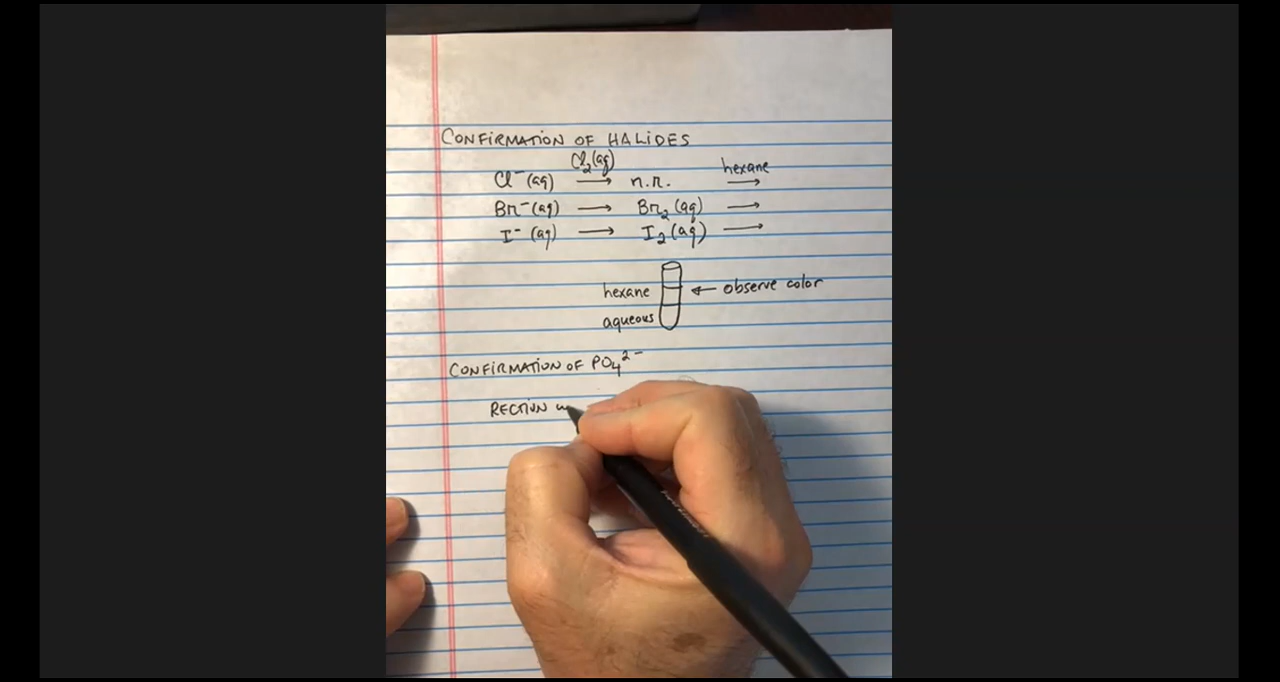 CONFIRMATION OF HALIDES
Cl₂(aq) hexane
Cl⁻(aq) → n.r. →
Br⁻(aq) → Br₂(aq) →
I⁻(aq) → I₂(aq) →
hexane ← observe color
aqueous
CONFIRMATION OF PO₄²⁻
RECTION w